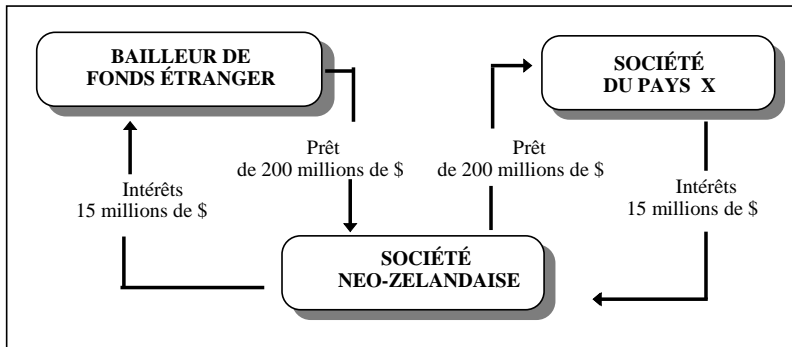 BAILLEUR DE
FONDS ÉTRANGER
SOCIÉTÉ
DU PAYS X
Prêt
de 200 millions de $
Prêt
de 200 millions de $
Intérêts
15 millions de $
Intérêts
15 millions de $
SOCIÉTÉ
NEO-ZELANDAISE